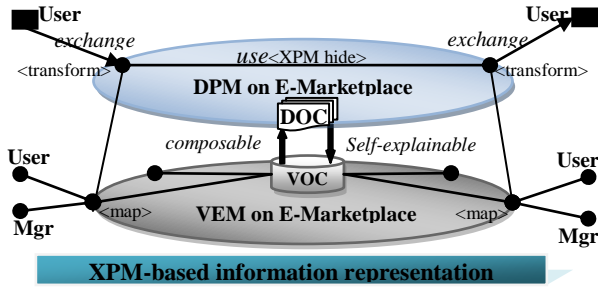 User
User
exchange
exchange
use<XPM hide>
<transform>
<transform>
DPM on E-Marketplace
DOC
composable
Self-explainable
User
User
VOC
<map>
<map>
VEM on E-Marketplace
Mgr
Mgr
XPM-based information representation